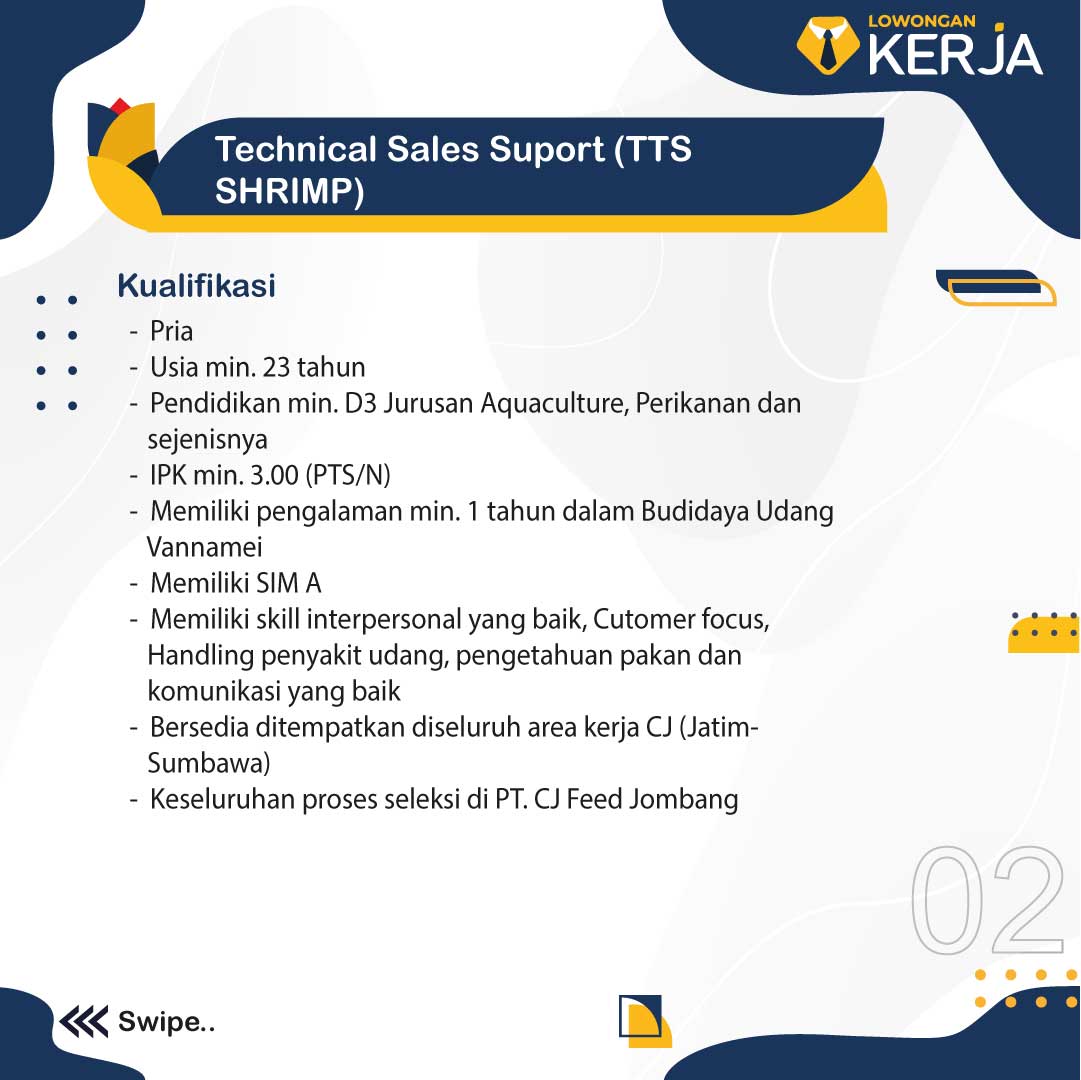 LOWONGAN
KERJA
Technical Sales Suport (TTS
SHRIMP)
Kualifikasi
- Pria
- Usia min. 23 tahun
- Pendidikan min. D3 Jurusan Aquaculture, Perikanan dan
sejenisnya
- IPK min. 3.00 (PTS/N)
- Memiliki pengalaman min. 1 tahun dalam Budidaya Udang
Vannamei
- Memiliki SIM A
- Memiliki skill interpersonal yang baik, Cutomer focus,
Handling penyakit udang, pengetahuan pakan dan
komunikasi yang baik
- Bersedia ditempatkan diseluruh area kerja CJ (Jatim-
Sumbawa)
- Keseluruhan proses seleksi di PT. CJ Feed Jombang
02
Swipe..